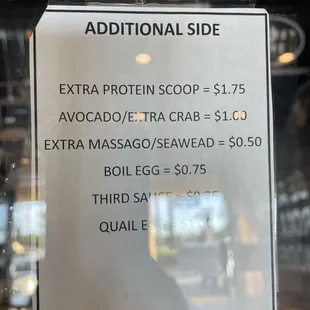 ADDITIONAL SIDE
EXTRA PROTEIN SCOOP = $1.75
AVOCADO/EXTRA CRAB = $1.00
EXTRA MASSAGO/SEAWEAD = $0.50
BOIL EGG = $0.75
THIRD SAUCE =
QUAIL